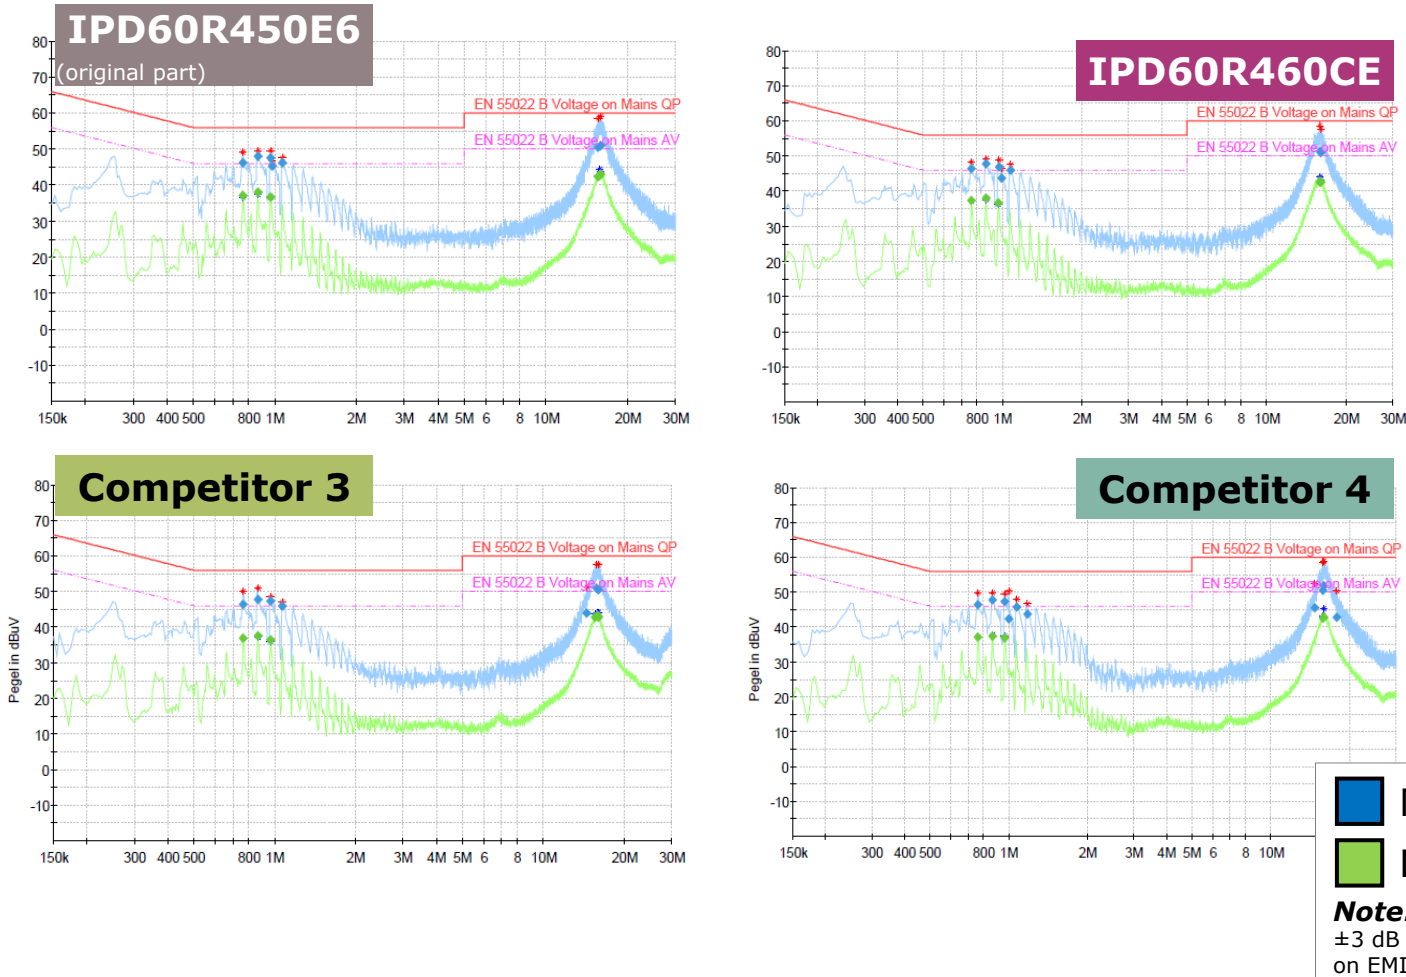 IPD60R450E6
(original part)
80
70
60
50
40
30
20
10
0
-10
EN 55022 B Voltage on Mains QP
EN 55022 B Voltage on Mains AV
150k 300 400 500 800 1M 2M 3M 4M 5M 6 8 10M 20M 30M
IPD60R460CE
80
70
60
50
40
30
20
10
0
-10
EN 55022 B Voltage on Mains QP
EN 55022 B Voltage on Mains AV
150k 300 400 500 800 1M 2M 3M 4M 5M 6 8 10M 20M 30M
Competitor 3
Pegel in dBuV
80
70
60
50
40
30
20
10
0
-10
EN 55022 B Voltage on Mains QP
EN 55022 B Voltage on Mains AV
150k 300 400 500 800 1M 2M 3M 4M 5M 6 8 10M 20M 30M
Competitor 4
Pegel in dBuV
80
70
60
50
40
30
20
10
0
-10
EN 55022 B Voltage on Mains QP
EN 55022 B Voltage on Mains AV
150k 300 400 500 800 1M 2M 3M 4M 5M 6 8 10M
Note:
±3 dB
on EMI